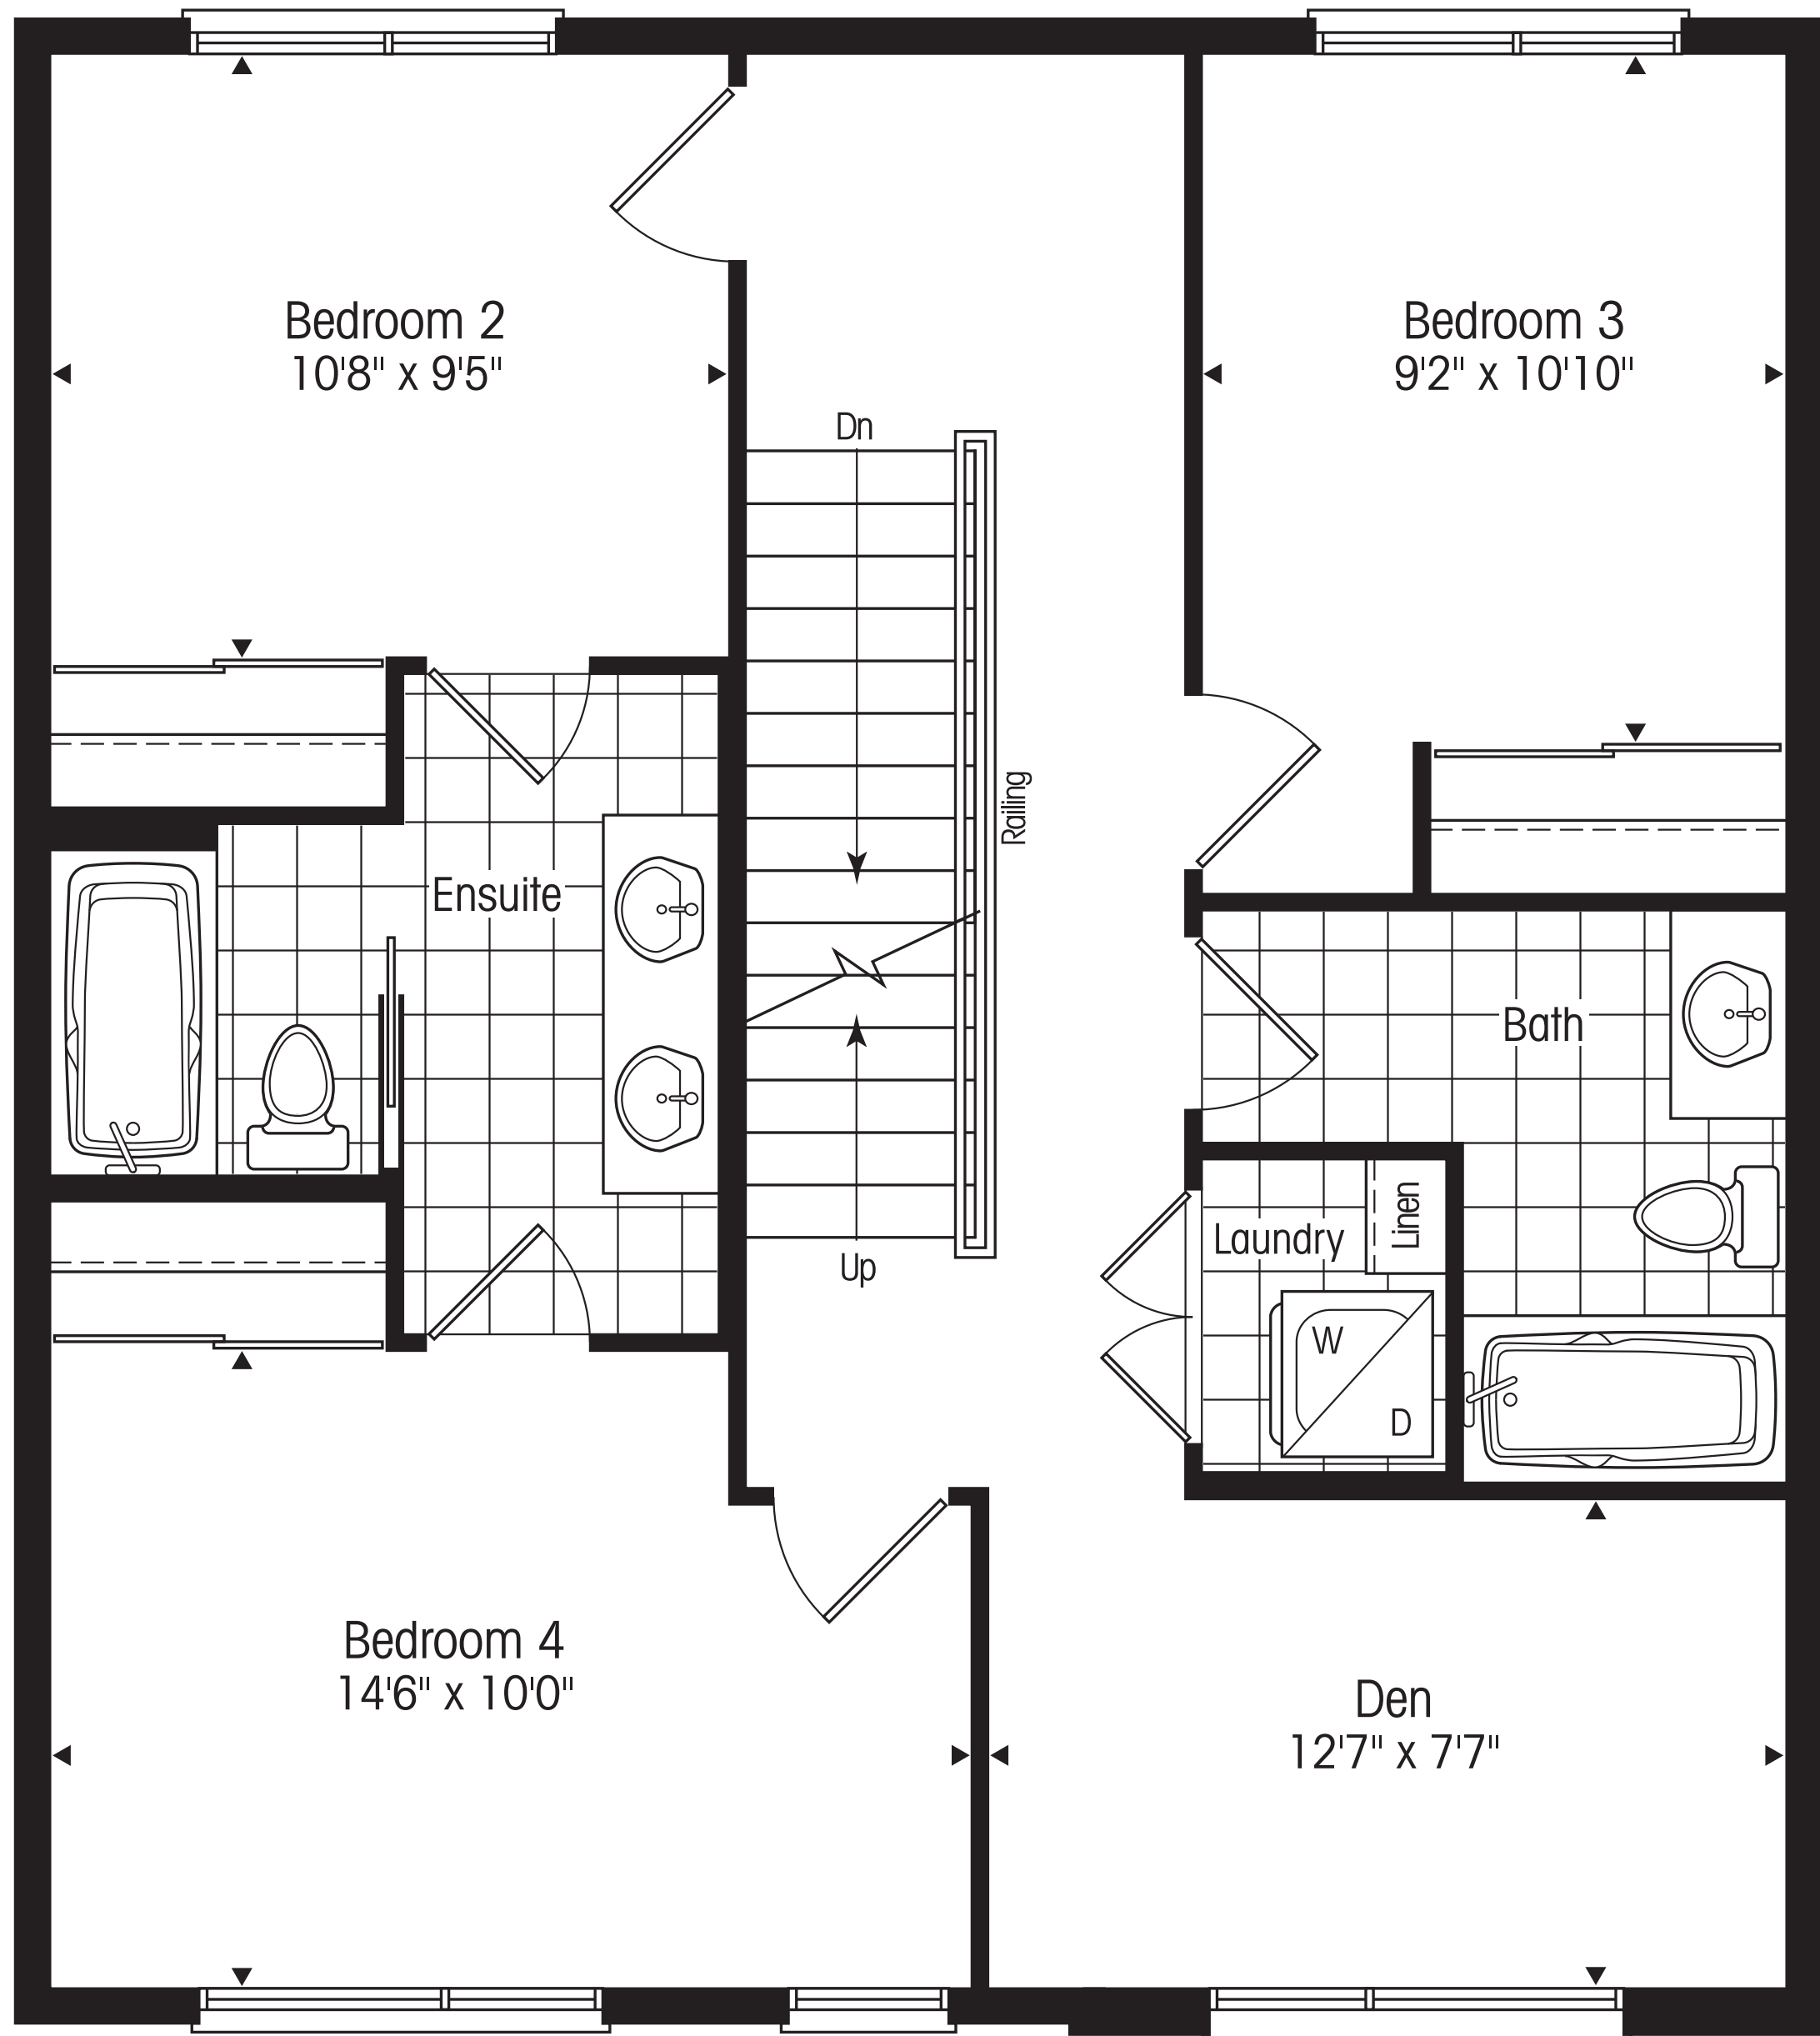 Bedroom 2
10'8" x 9'5"
Bedroom 3
9'2" x 10'10"
Dn
Railing
Ensuite
Bath
Up
Laundry
Linen
W
D
Bedroom 4
14'6" x 10'0"
Den
12'7" x 7'7"